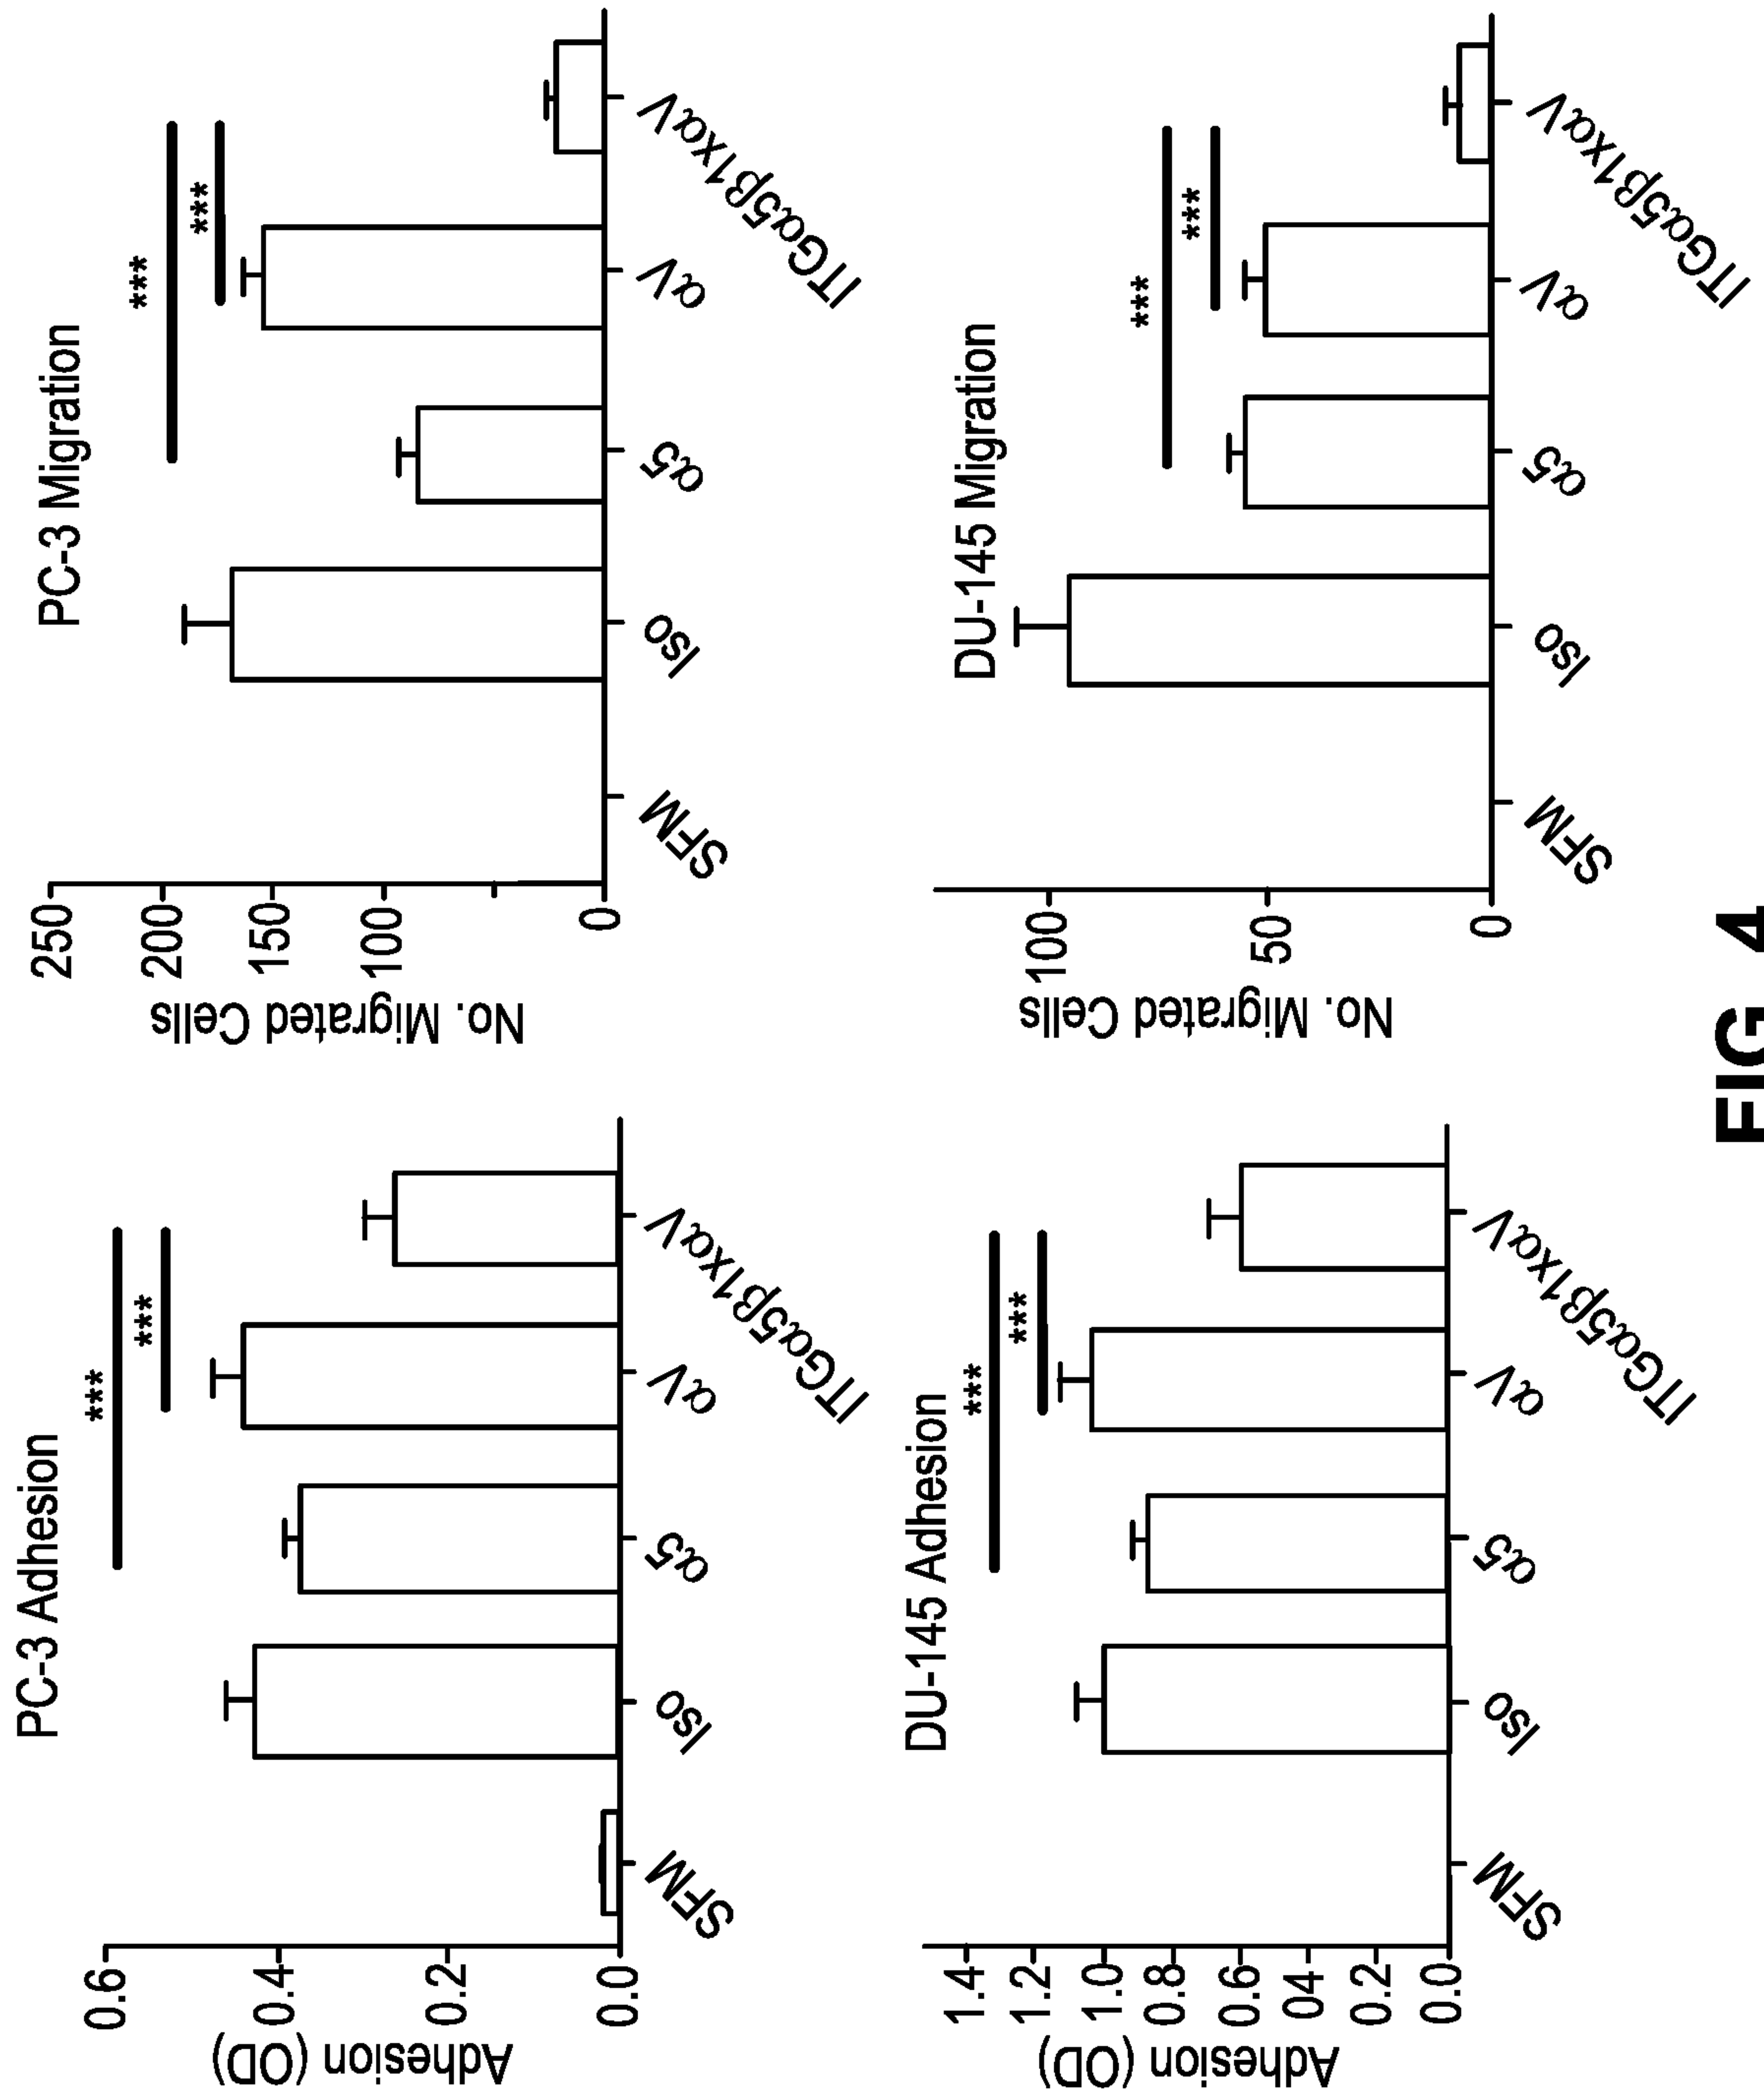 PC-3 Adhesion
***
***
Adhesion (OD)
0.6
0.4
0.2
0.0
SFM
Iso
α5
αV
ITGα5β1xαV
PC-3 Migration
***
***
No. Migrated Cells
250
200
150
100
0
SFM
Iso
α5
αV
ITGα5β1xαV
DU-145 Adhesion
***
***
Adhesion (OD)
1.4
1.2
1.0
0.8
0.6
04
0.2
0.0
SFM
Iso
α5
αV
ITGα5β1xαV
DU-145 Migration
***
***
No. Migrated Cells
100
50
0
SFM
Iso
α5
αV
ITGα5β1xαV
FIG. 4